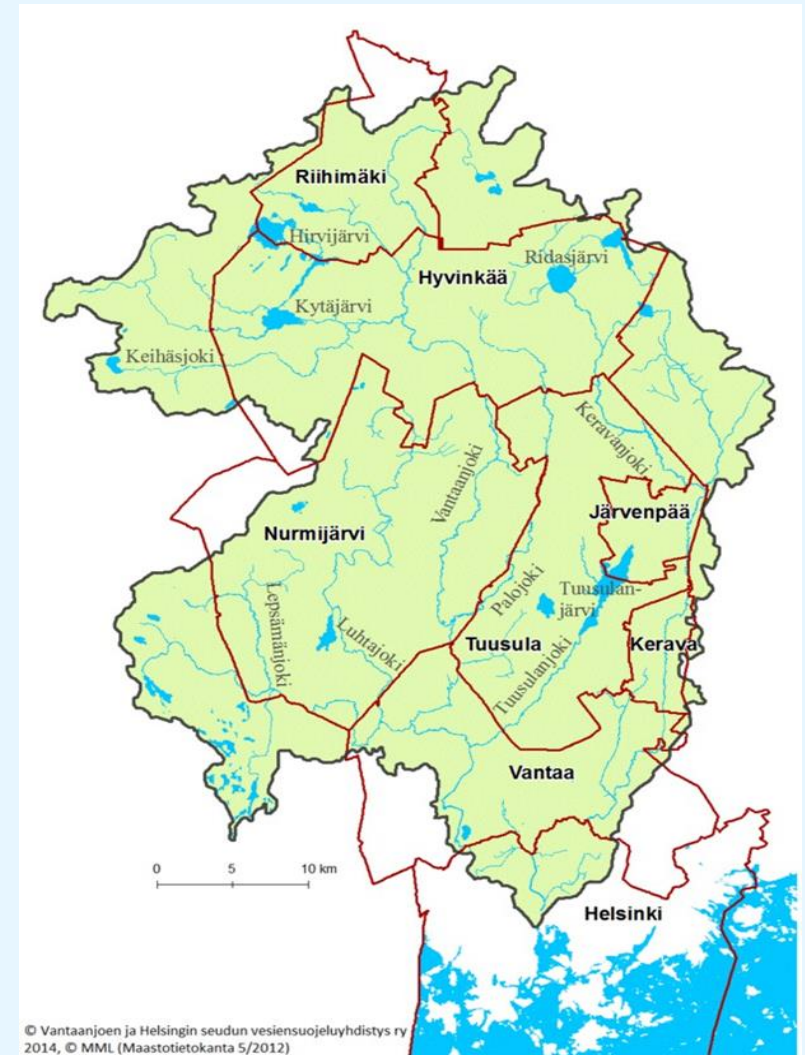 Riihimäki
Hirvijärvi
Ridasjärvi
Hyvinkää
Kytäjärvi
Keihäsjoki
Keravanjoki
Vantaanjoki
Järvenpää
Nurmijärvi
Palojoki
Tuusulan-
järvi
Lepsämänjoki
Luhtajoki
Tuusula
Kerava
Tuusulanjoki
Vantaa
0 5 10 km
Helsinki
© Vantaanjoen ja Helsingin seudun vesiensuojeluyhdistys ry
2014, © MML (Maastotietokanta 5/2012)